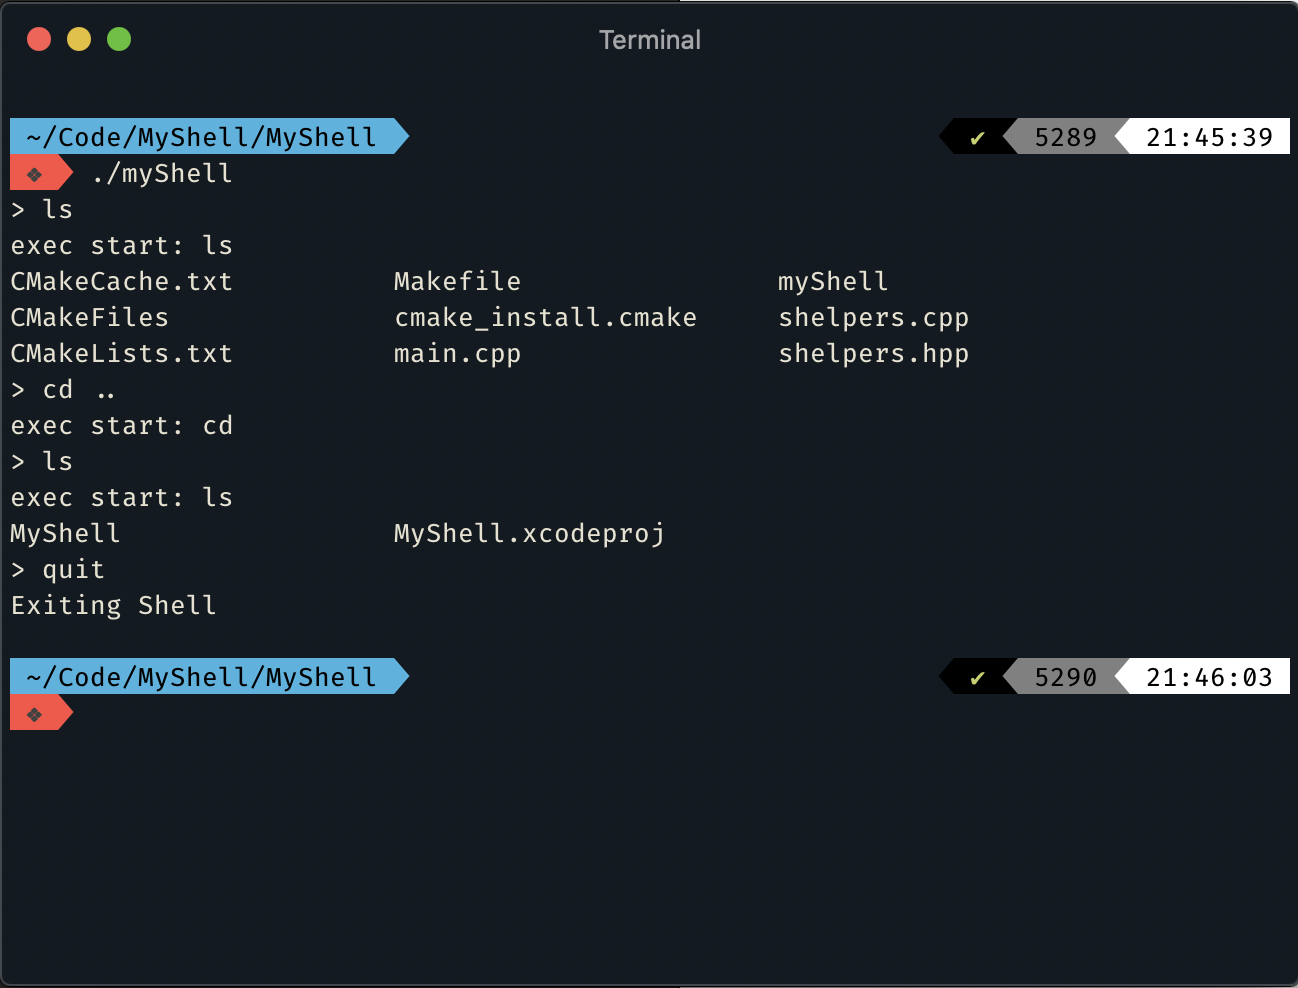 Terminal
~/Code/MyShell/MyShell ✔ 5289 21:45:39
❖ ./myShell
> ls
exec start: ls
CMakeCache.txt Makefile myShell
CMakeFiles cmake_install.cmake shelpers.cpp
CMakeLists.txt main.cpp shelpers.hpp
> cd ..
exec start: cd
> ls
exec start: ls
MyShell MyShell.xcodeproj
> quit
Exiting Shell
~/Code/MyShell/MyShell ✔ 5290 21:46:03
❖